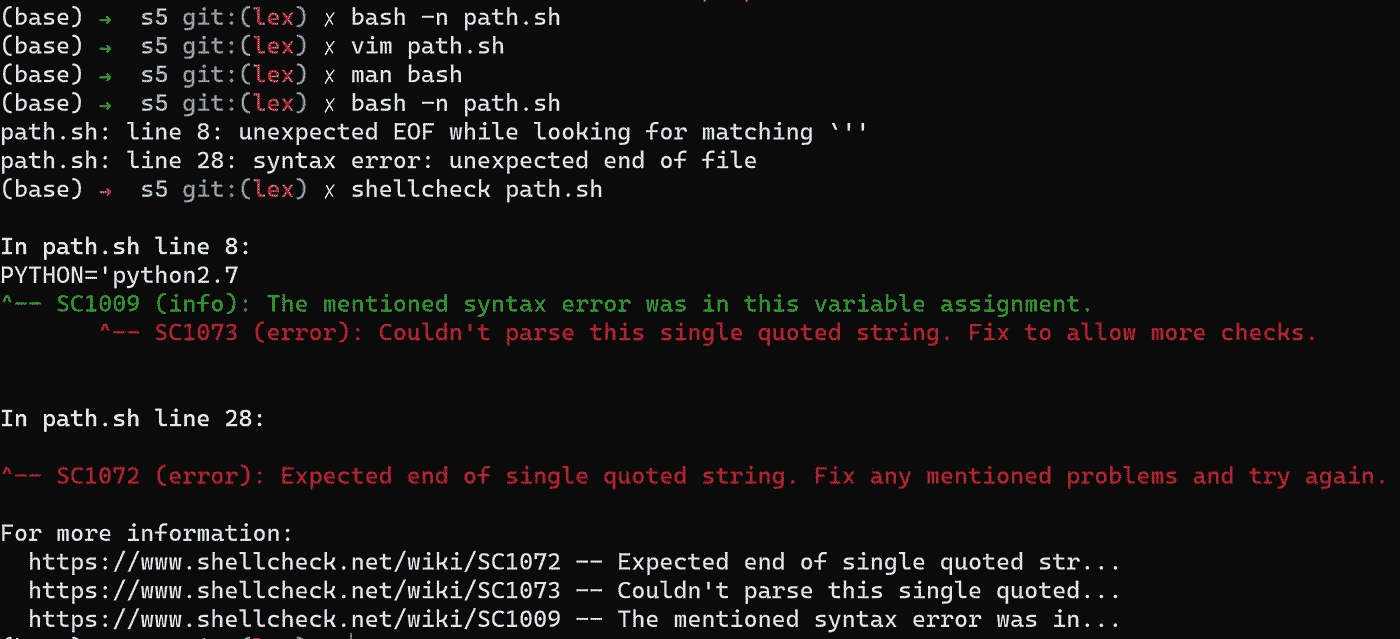 (base) → s5 git:(lex) ✗ bash -n path.sh
(base) → s5 git:(lex) ✗ vim path.sh
(base) → s5 git:(lex) ✗ man bash
(base) → s5 git:(lex) ✗ bash -n path.sh
path.sh: line 8: unexpected EOF while looking for matching `''
path.sh: line 28: syntax error: unexpected end of file
(base) → s5 git:(lex) ✗ shellcheck path.sh
In path.sh line 8:
PYTHON='python2.7
^-- SC1009 (info): The mentioned syntax error was in this variable assignment.
^-- SC1073 (error): Couldn't parse this single quoted string. Fix to allow more checks.
In path.sh line 28:
^-- SC1072 (error): Expected end of single quoted string. Fix any mentioned problems and try again.
For more information:
https://www.shellcheck.net/wiki/SC1072 -- Expected end of single quoted str...
https://www.shellcheck.net/wiki/SC1073 -- Couldn't parse this single quoted...
https://www.shellcheck.net/wiki/SC1009 -- The mentioned syntax error was in...